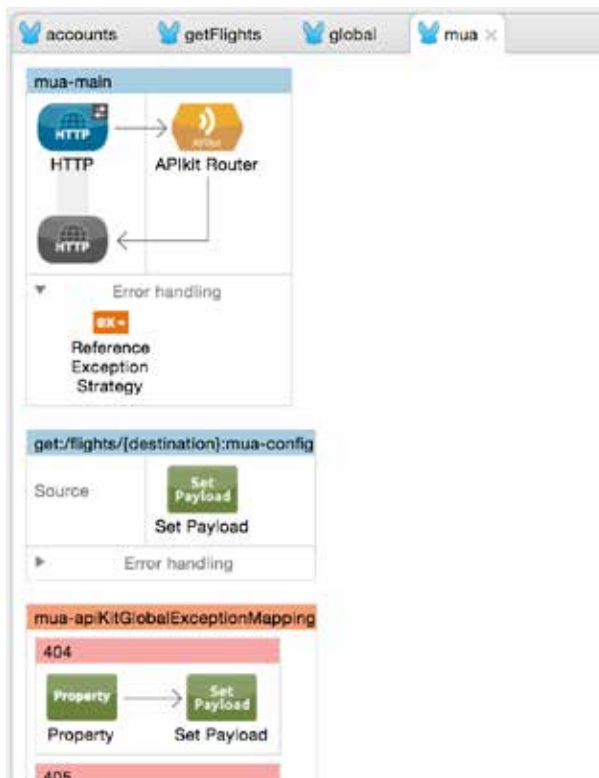 accounts getFlights global mua
mua-main
HTTP
HTTP APIkit Router
HTTP
Error handling
ex
Reference
Exception
Strategy
get:/flights/{destination}:mua-config
Source
Set
Payload
Set Payload
Error handling
mua-apiKitGlobalExceptionMapping
404
Property
Set
Payload
Property Set Payload
405